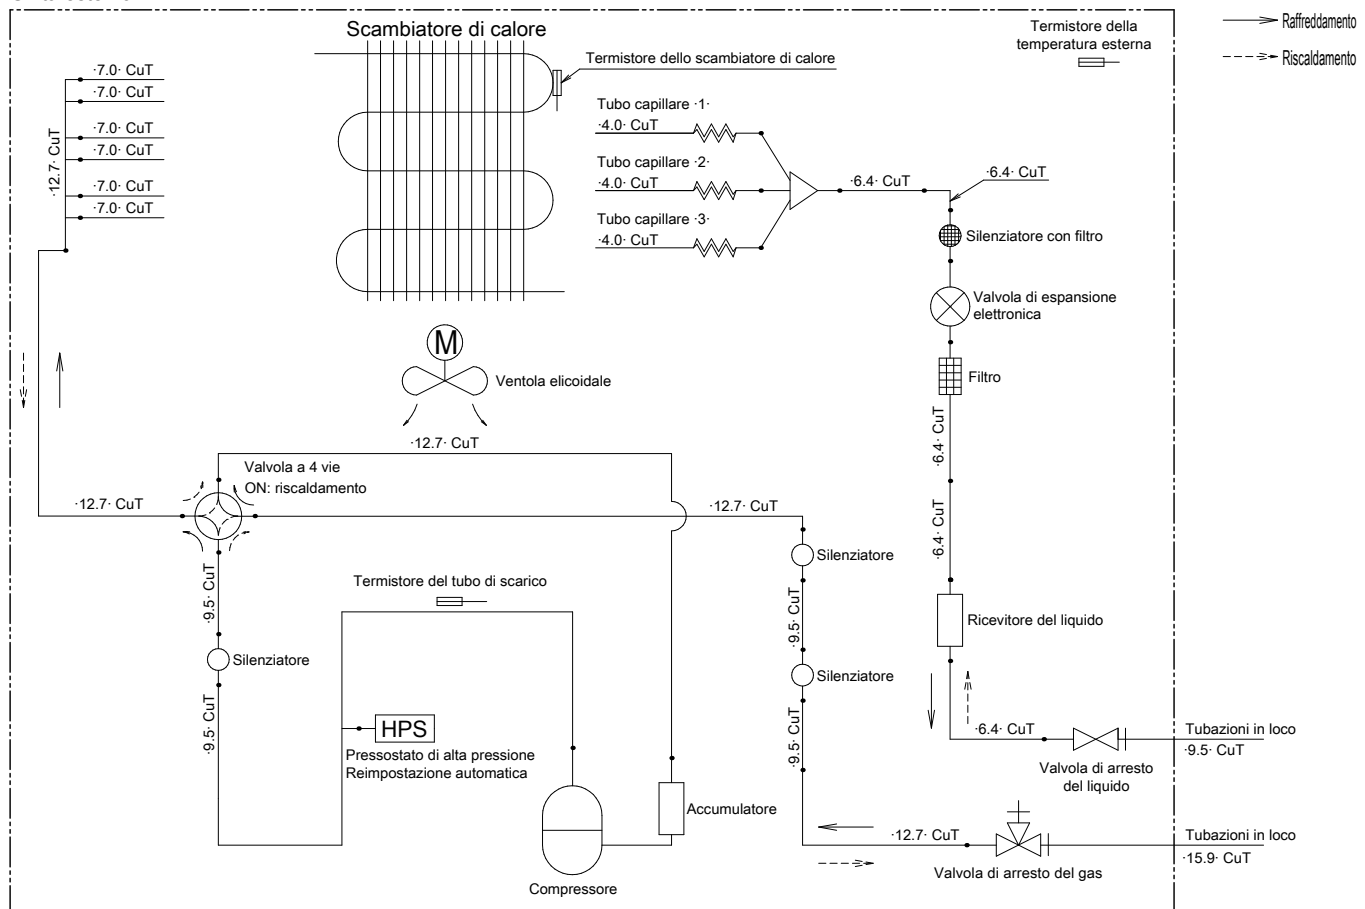 Scambiatore di calore
Termistore della
temperatura esterna
Raffreddamento
Riscaldamento
Termistore dello scambiatore di calore
·7.0· CuT
·7.0· CuT
·7.0· CuT
·7.0· CuT
·7.0· CuT
·7.0· CuT
·12.7· CuT
Tubo capillare ·1·
·4.0· CuT
Tubo capillare ·2·
·4.0· CuT
Tubo capillare ·3·
·4.0· CuT
·6.4· CuT
·6.4· CuT
Silenziatore con filtro
Valvola di espansione
elettronica
Filtro
M
Ventola elicoidale
·12.7· CuT
·6.4· CuT
Valvola a 4 vie
ON: riscaldamento
·12.7· CuT
·12.7· CuT
·6.4· CuT
Silenziatore
Termistore del tubo di scarico
·9.5· CuT
·9.5· CuT
Ricevitore del liquido
Silenziatore
Silenziatore
·9.5· CuT
·9.5· CuT
HPS
Pressostato di alta pressione
Reimpostazione automatica
·6.4· CuT
Tubazioni in loco
·9.5· CuT
Valvola di arresto
del liquido
Accumulatore
·12.7· CuT
Tubazioni in loco
·15.9· CuT
Valvola di arresto del gas
Compressore